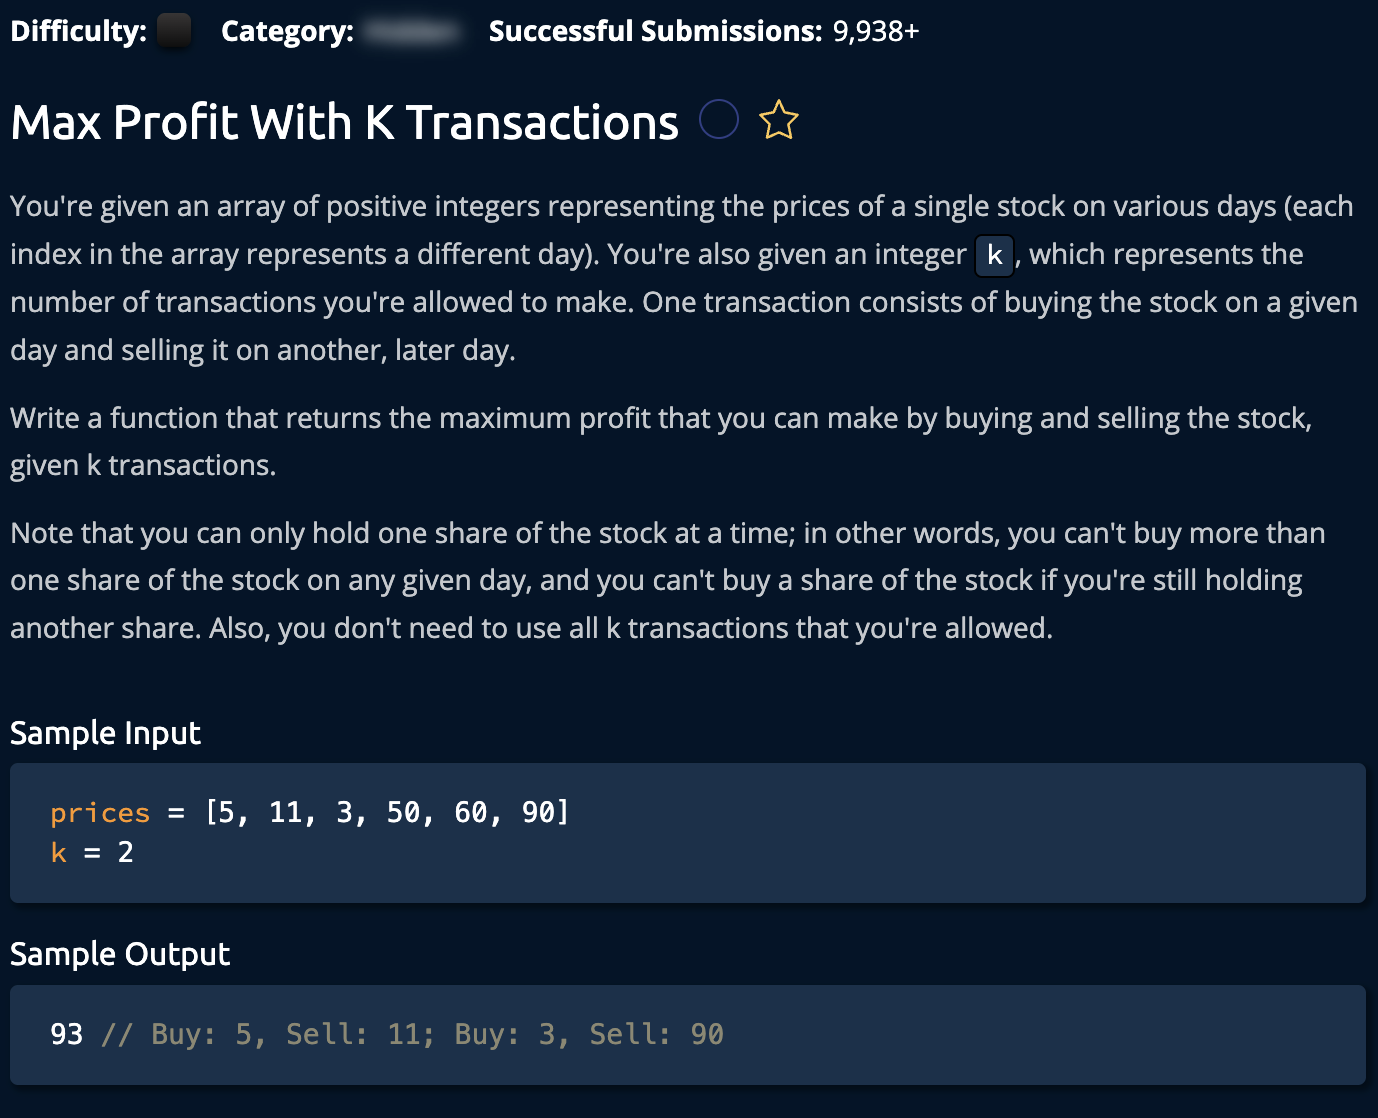 Difficulty: Category: Successful Submissions: 9,938+
Max Profit With K Transactions
You're given an array of positive integers representing the prices of a single stock on various days (each
index in the array represents a different day). You're also given an integer k, which represents the
number of transactions you're allowed to make. One transaction consists of buying the stock on a given
day and selling it on another, later day.
Write a function that returns the maximum profit that you can make by buying and selling the stock,
given k transactions.
Note that you can only hold one share of the stock at a time; in other words, you can't buy more than
one share of the stock on any given day, and you can't buy a share of the stock if you're still holding
another share. Also, you don't need to use all k transactions that you're allowed.
Sample Input
prices = [5, 11, 3, 50, 60, 90]
k = 2
Sample Output
93 // Buy: 5, Sell: 11; Buy: 3, Sell: 90